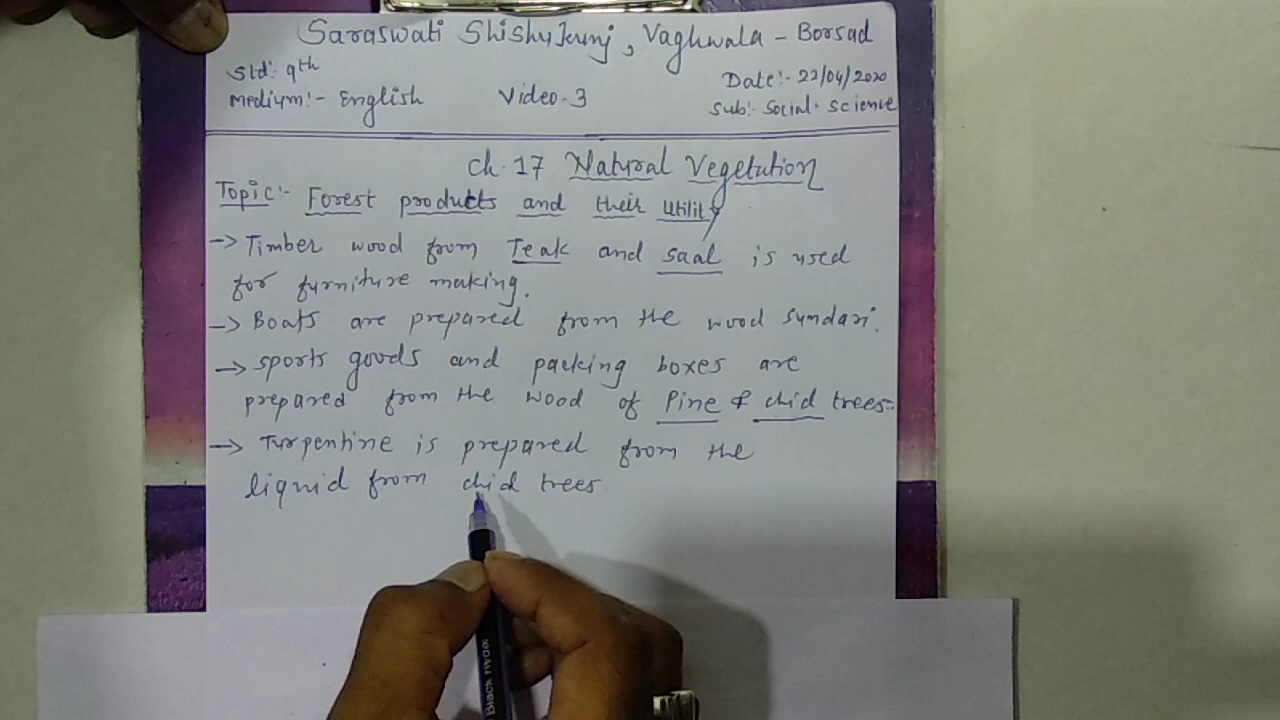 Saraswati Shishukunj, Vaghwala - Borsad
Std: 9th
Date:- 22/04/2020
Medium:- English
Video-3
Sub: Social Science
Ch. 17 Natural Vegetation
Topic:- Forest products and their utility
-> Timber wood from Teak and saal is used
for furniture making.
-> Boats are prepared from the wood sundari.
-> sports goods and packing boxes are
prepared from the wood of Pine & chid trees.
-> Turpentine is prepared from the
liquid from chid trees.
Black